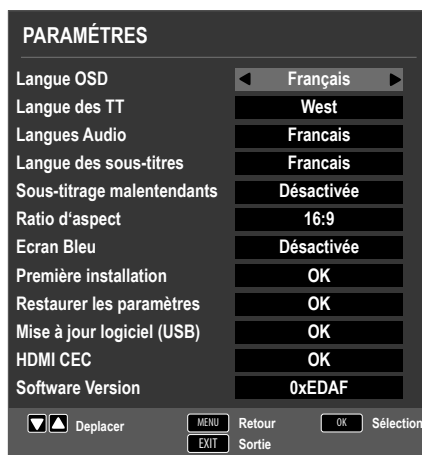 PARAMÉTRES
Langue OSD Français
Langue des TT West
Langues Audio Francais
Langue des sous-titres Francais
Sous-titrage malentendants Désactivée
Ratio d‘aspect 16:9
Ecran Bleu Désactivée
Première installation OK
Restaurer les paramètres OK
Mise à jour logiciel (USB) OK
HDMI CEC OK
Software Version 0xEDAF
Deplacer MENU Retour OK Sélection
EXIT Sortie